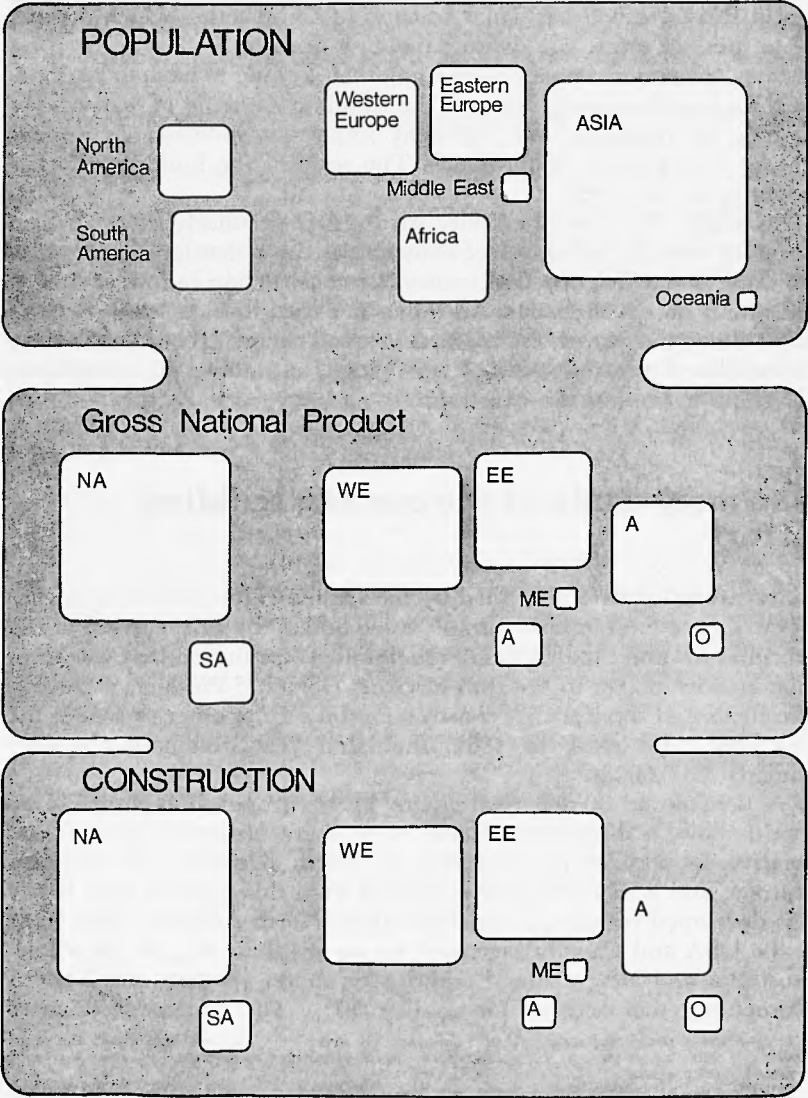 POPULATION
Western
Europe
Eastern
Europe
ASIA
North
America
Middle East
South
America
Africa
Oceania
Gross National Product
NA
WE
EE
A
ME
A
O
SA
CONSTRUCTION
NA
WE
EE
A
ME
SA
A
O